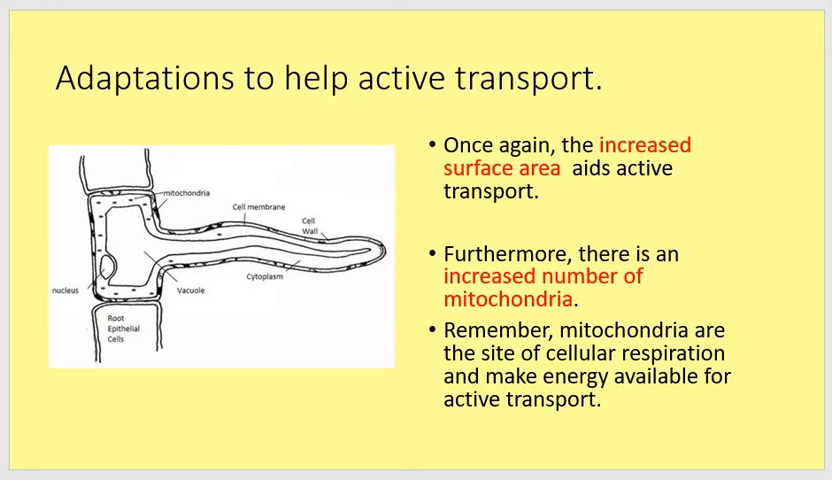 Adaptations to help active transport.
mitochondria
Cell membrane
Cell
Wall
Cytoplasm
nucleus
Vacuole
Root
Epithelial
Cells
• Once again, the increased
surface area aids active
transport.
• Furthermore, there is an
increased number of
mitochondria.
• Remember, mitochondria are
the site of cellular respiration
and make energy available for
active transport.